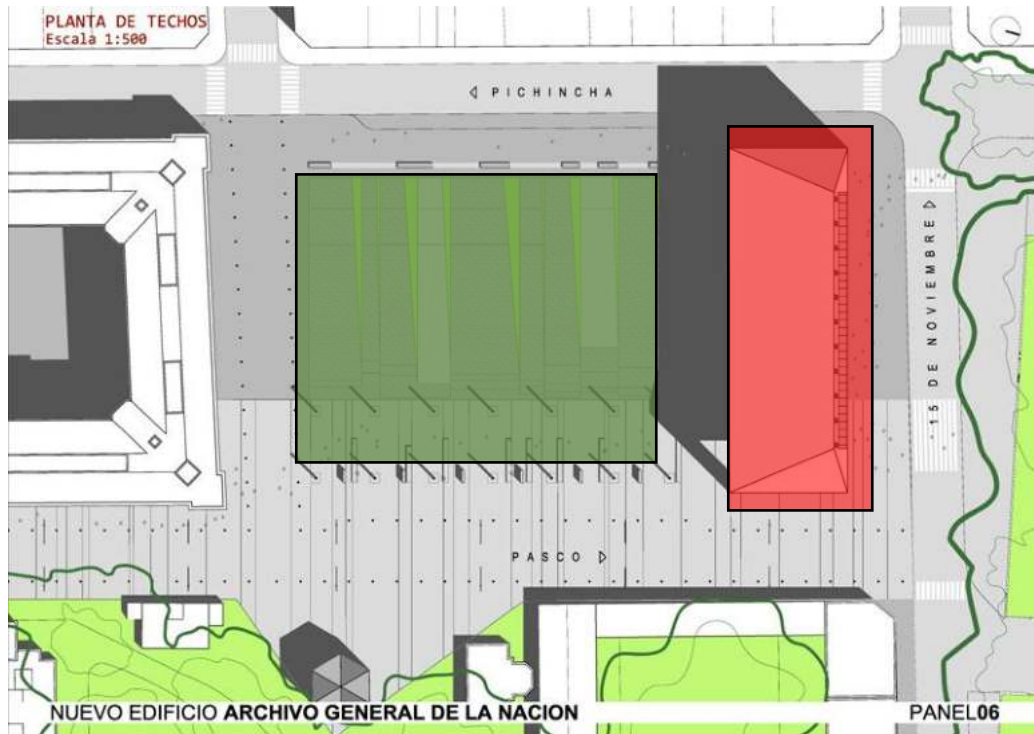 PLANTA DE TECHOS
Escala 1:500
PICHINCHA
15 DE NOVIEMBRE
PASCO
NUEVO EDIFICIO ARCHIVO GENERAL DE LA NACION
PANEL06